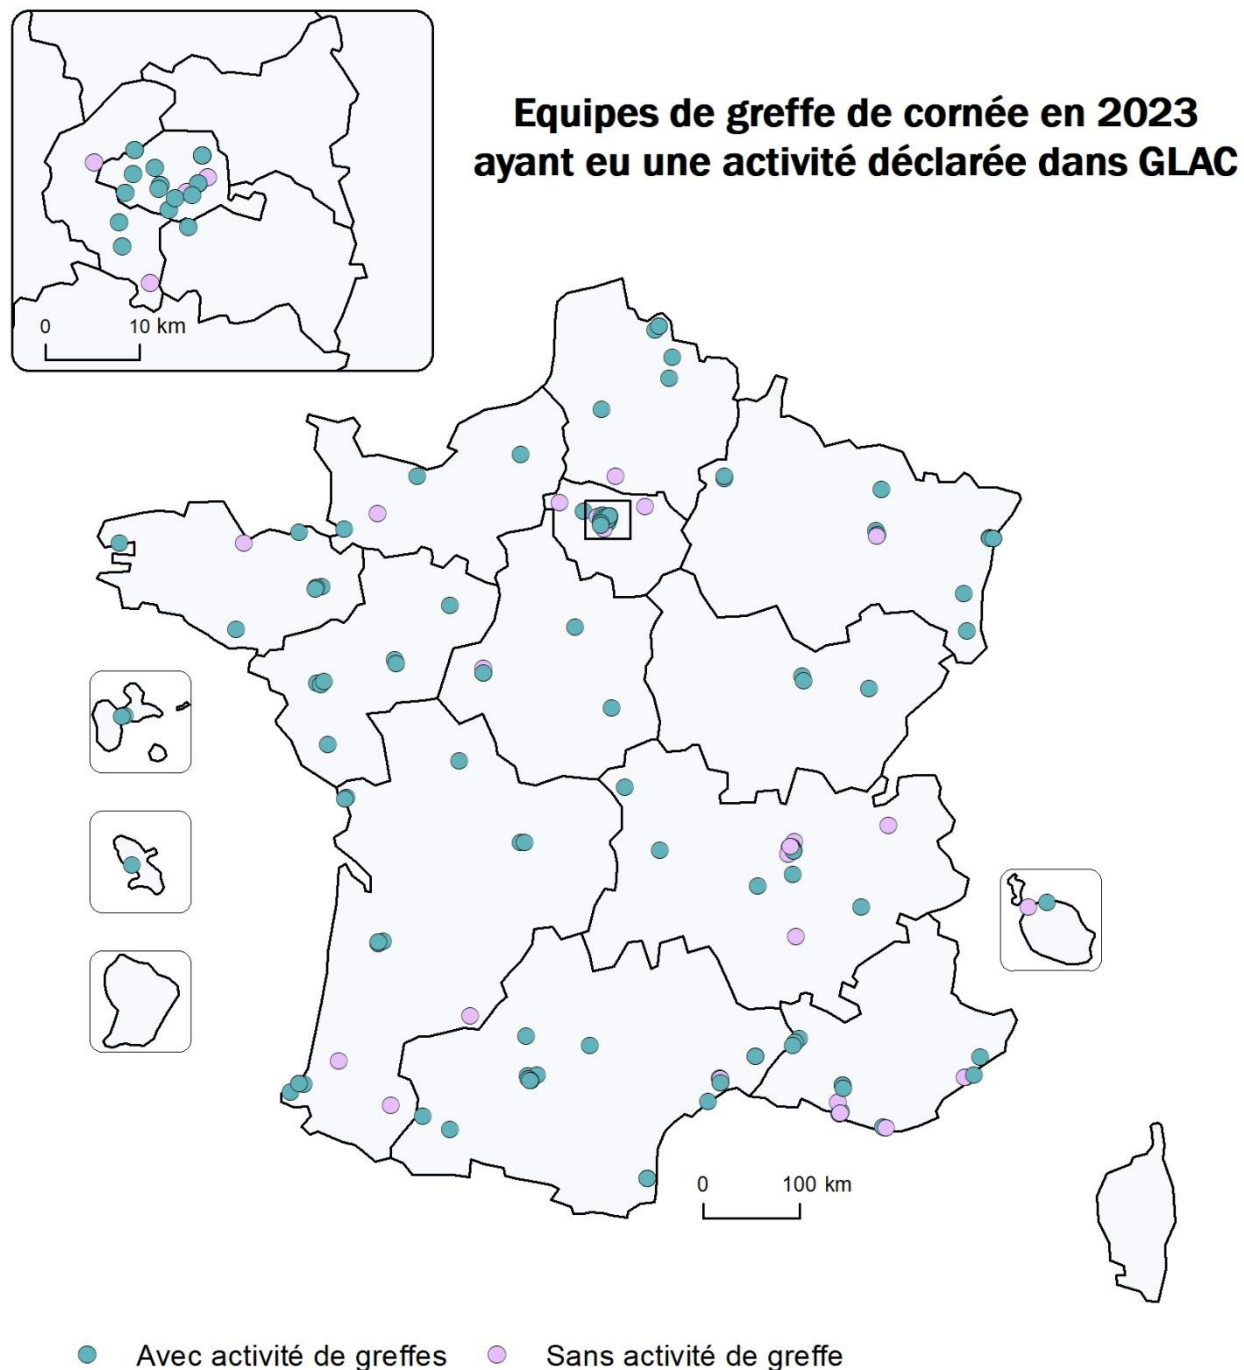 Equipes de greffe de cornée en 2023
ayant eu une activité déclarée dans GLAC
0 10 km
0 100 km
Avec activité de greffes Sans activité de greffe